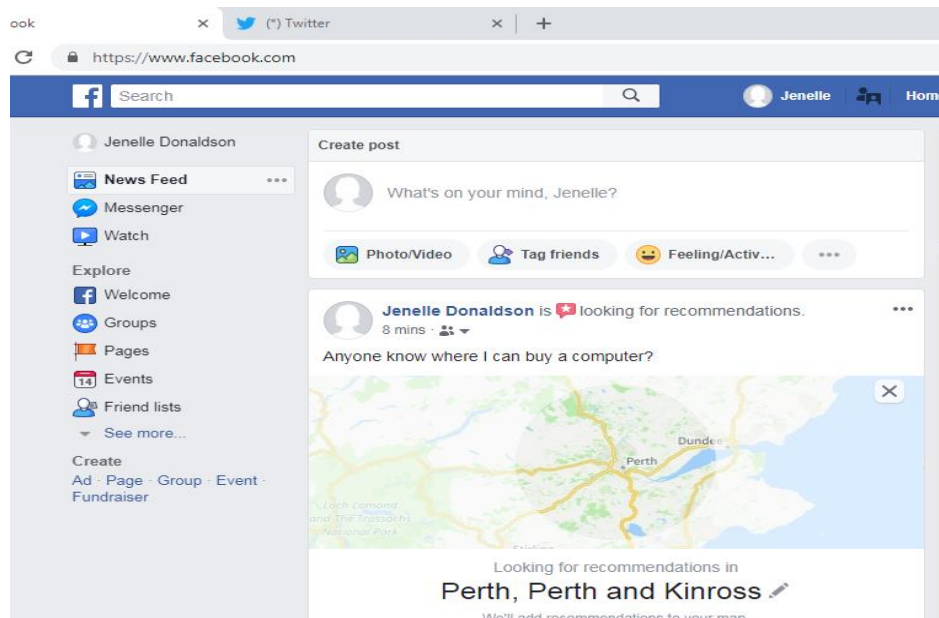 ook
(*) Twitter
https://www.facebook.com
Search
Jenelle
Hom
Jenelle Donaldson
News Feed
Messenger
Watch
Explore
Welcome
Groups
Pages
14 Events
Friend lists
See more...
Create
Ad · Page · Group · Event ·
Fundraiser
Create post
What's on your mind, Jenelle?
Photo/Video Tag friends Feeling/Activ...
Jenelle Donaldson is looking for recommendations.
8 mins ·
Anyone know where I can buy a computer?
Dundee
Perth
Loch Lomond
and The Trossachs
National Park
Stirling
Looking for recommendations in
Perth, Perth and Kinross
We'll add recommendations to your map